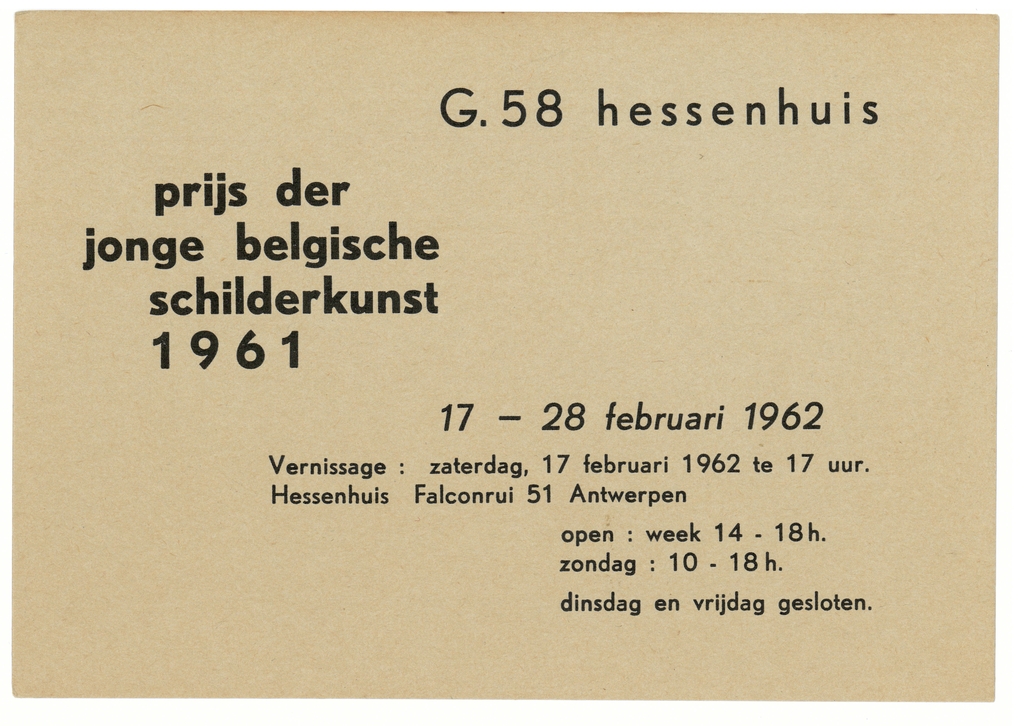 G.58 hessenhuis
prijs der
jonge belgische
schilderkunst
1961
17 – 28 februari 1962
Vernissage : zaterdag, 17 februari 1962 te 17 uur.
Hessenhuis Falconrui 51 Antwerpen
open : week 14 - 18h.
zondag : 10 - 18h.
dinsdag en vrijdag gesloten.